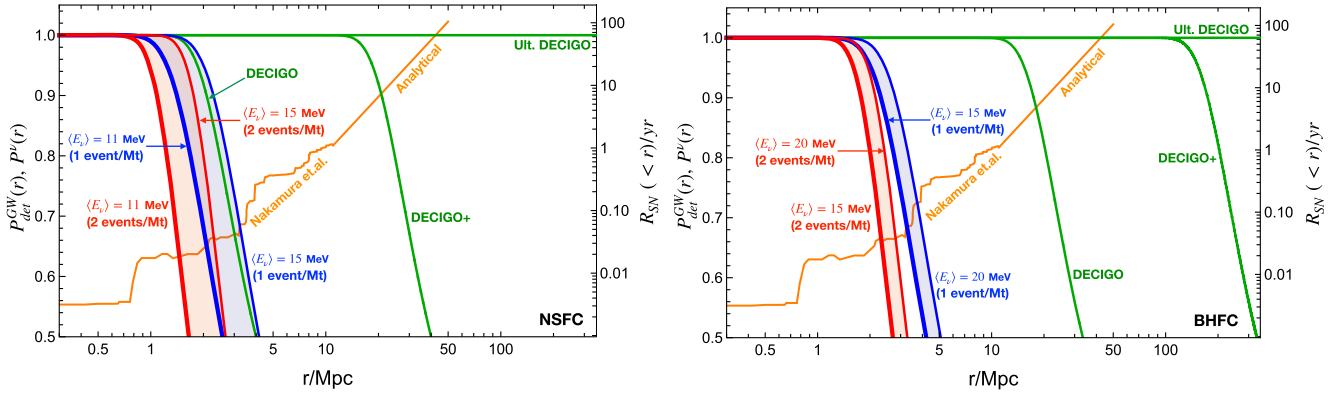 1.0
0.9
0.8
0.7
0.6
0.5
P^{GW}_{det}(r), P^ν(r)
Ult. DECIGO
Analytical
DECIGO
⟨E_ν⟩ = 15 MeV
(2 events/Mt)
⟨E_ν⟩ = 11 MeV
(1 event/Mt)
Nakamura et.al.
⟨E_ν⟩ = 11 MeV
(2 events/Mt)
DECIGO+
⟨E_ν⟩ = 15 MeV
(1 event/Mt)
NSFC
0.5 1 5 10 50 100
r/Mpc
100
10
1
0.10
0.01
R_{SN} ( < r)/yr
1.0
0.9
0.8
0.7
0.6
0.5
P^{GW}_{det}(r), P^ν(r)
Ult. DECIGO
Analytical
⟨E_ν⟩ = 15 MeV
(1 event/Mt)
⟨E_ν⟩ = 20 MeV
(2 events/Mt)
DECIGO+
Nakamura et.al.
⟨E_ν⟩ = 15 MeV
(2 events/Mt)
DECIGO
⟨E_ν⟩ = 20 MeV
(1 event/Mt)
BHFC
0.5 1 5 10 50 100
r/Mpc
100
10
1
0.10
0.01
R_{SN} ( < r)/yr